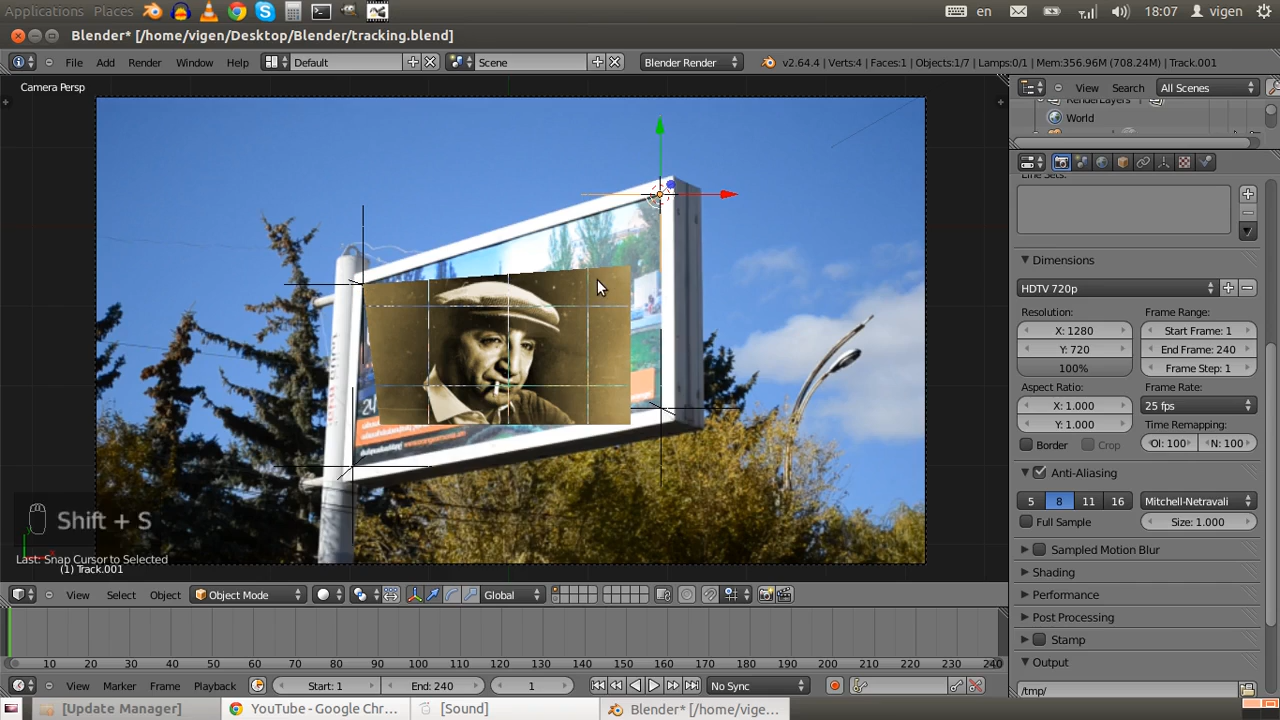 Applications Places en 18:07 vigen
Blender* [/home/vigen/Desktop/Blender/tracking.blend]
File Add Render Window Help Default Scene Blender Render v2.64.4 | Verts:4 | Faces:1 | Objects:1/7 | Lamps:0/1 | Mem:356.96M (708.24M) | Track.001
View Search All Scenes
Camera Persp
RenderLayers
World
Line Sets:
Dimensions
HDTV 720p
Resolution: Frame Range:
X: 1280 Start Frame: 1
Y: 720 End Frame: 240
100% Frame Step: 1
Aspect Ratio: Frame Rate:
X: 1.000 25 fps
Y: 1.000 Time Remapping:
Border Crop Ol: 100 N: 100
Anti-Aliasing
5 8 11 16 Mitchell-Netravali
Full Sample Size: 1.000
Sampled Motion Blur
Shading
Performance
Post Processing
Stamp
Output
/tmp/
24
Shift + S
Last: Snap Cursor to Selected
(1) Track.001
View Select Object Object Mode Global
10 20 30 40 50 60 70 80 90 100 110 120 130 140 150 160 170 180 190 200 210 220 230 240
View Marker Frame Playback Start: 1 End: 240 1 No Sync
[Update Manager] YouTube - Google Chr... [Sound] Blender* [/home/vige...